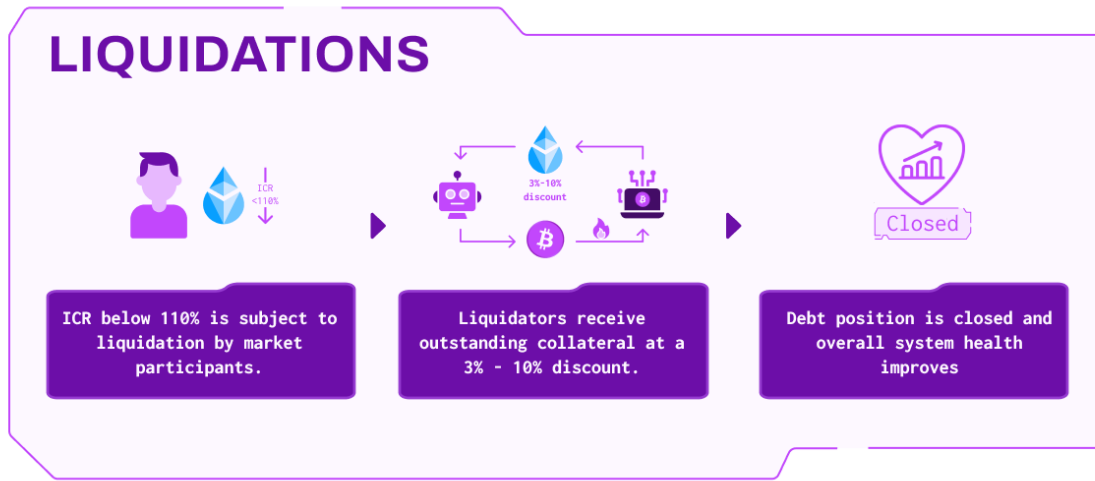 LIQUIDATIONS
ICR
<110%
3%-10%
discount
Closed
ICR below 110% is subject to
liquidation by market
participants.
Liquidators receive
outstanding collateral at a
3% - 10% discount.
Debt position is closed and
overall system health
improves